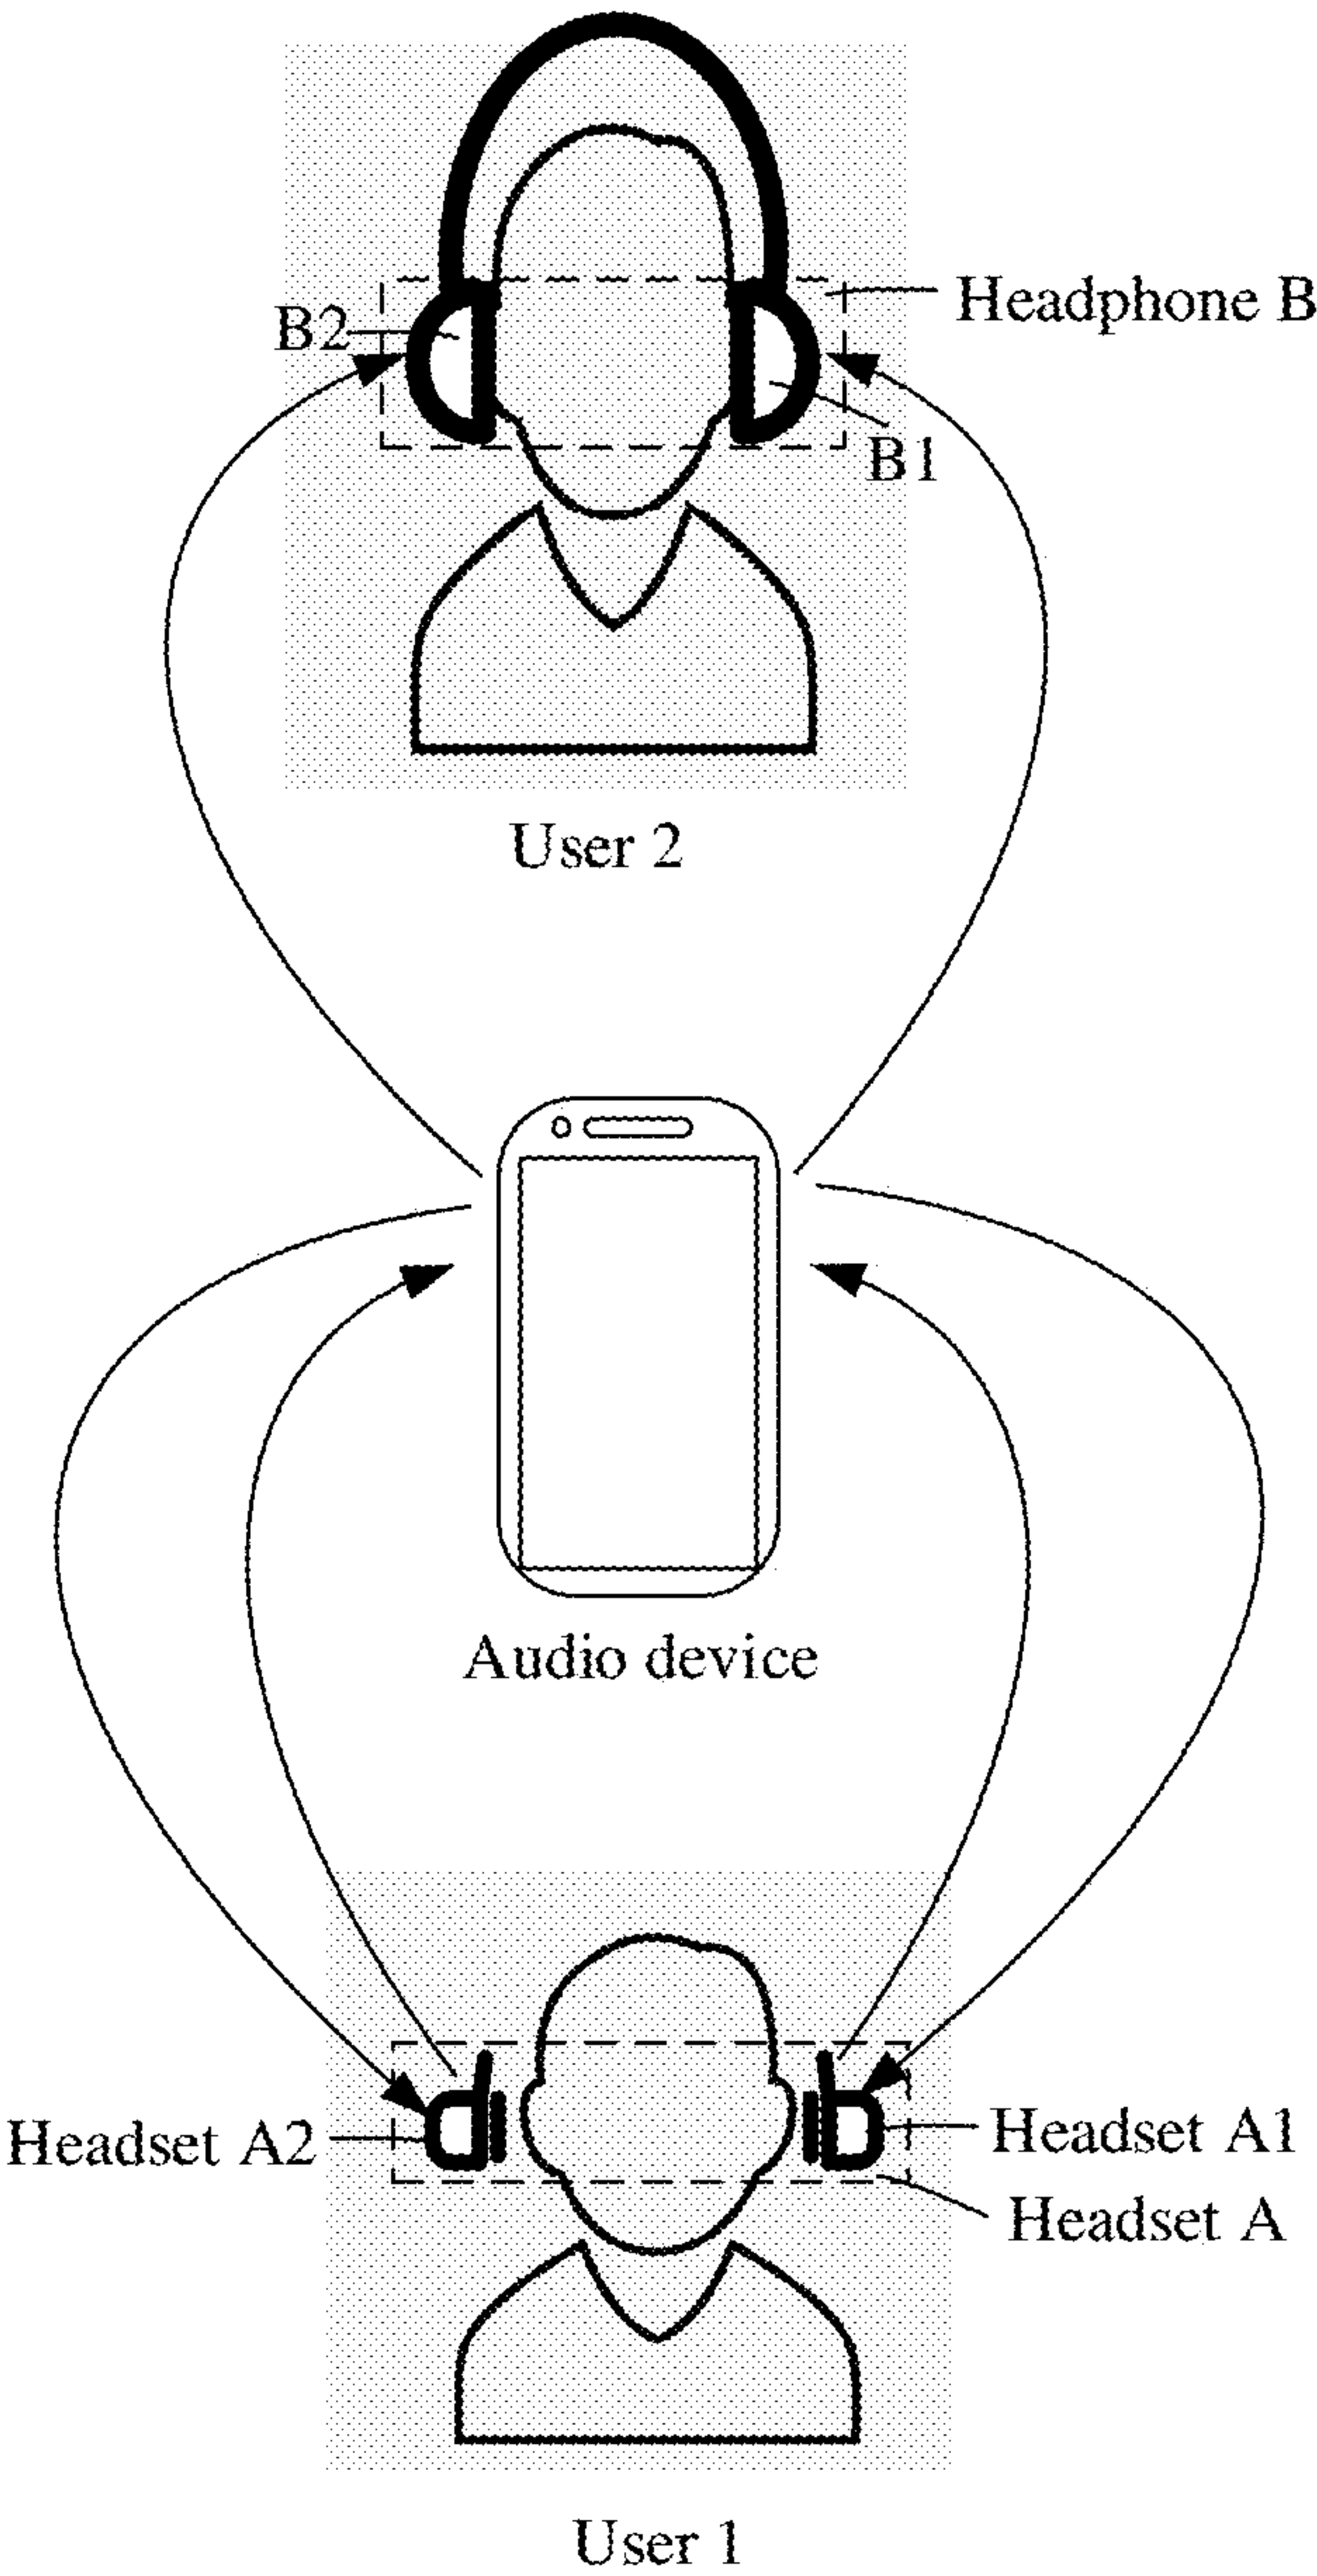 Headphone B
B2
B1
User 2
Audio device
Headset A2
Headset A1
Headset A
User 1